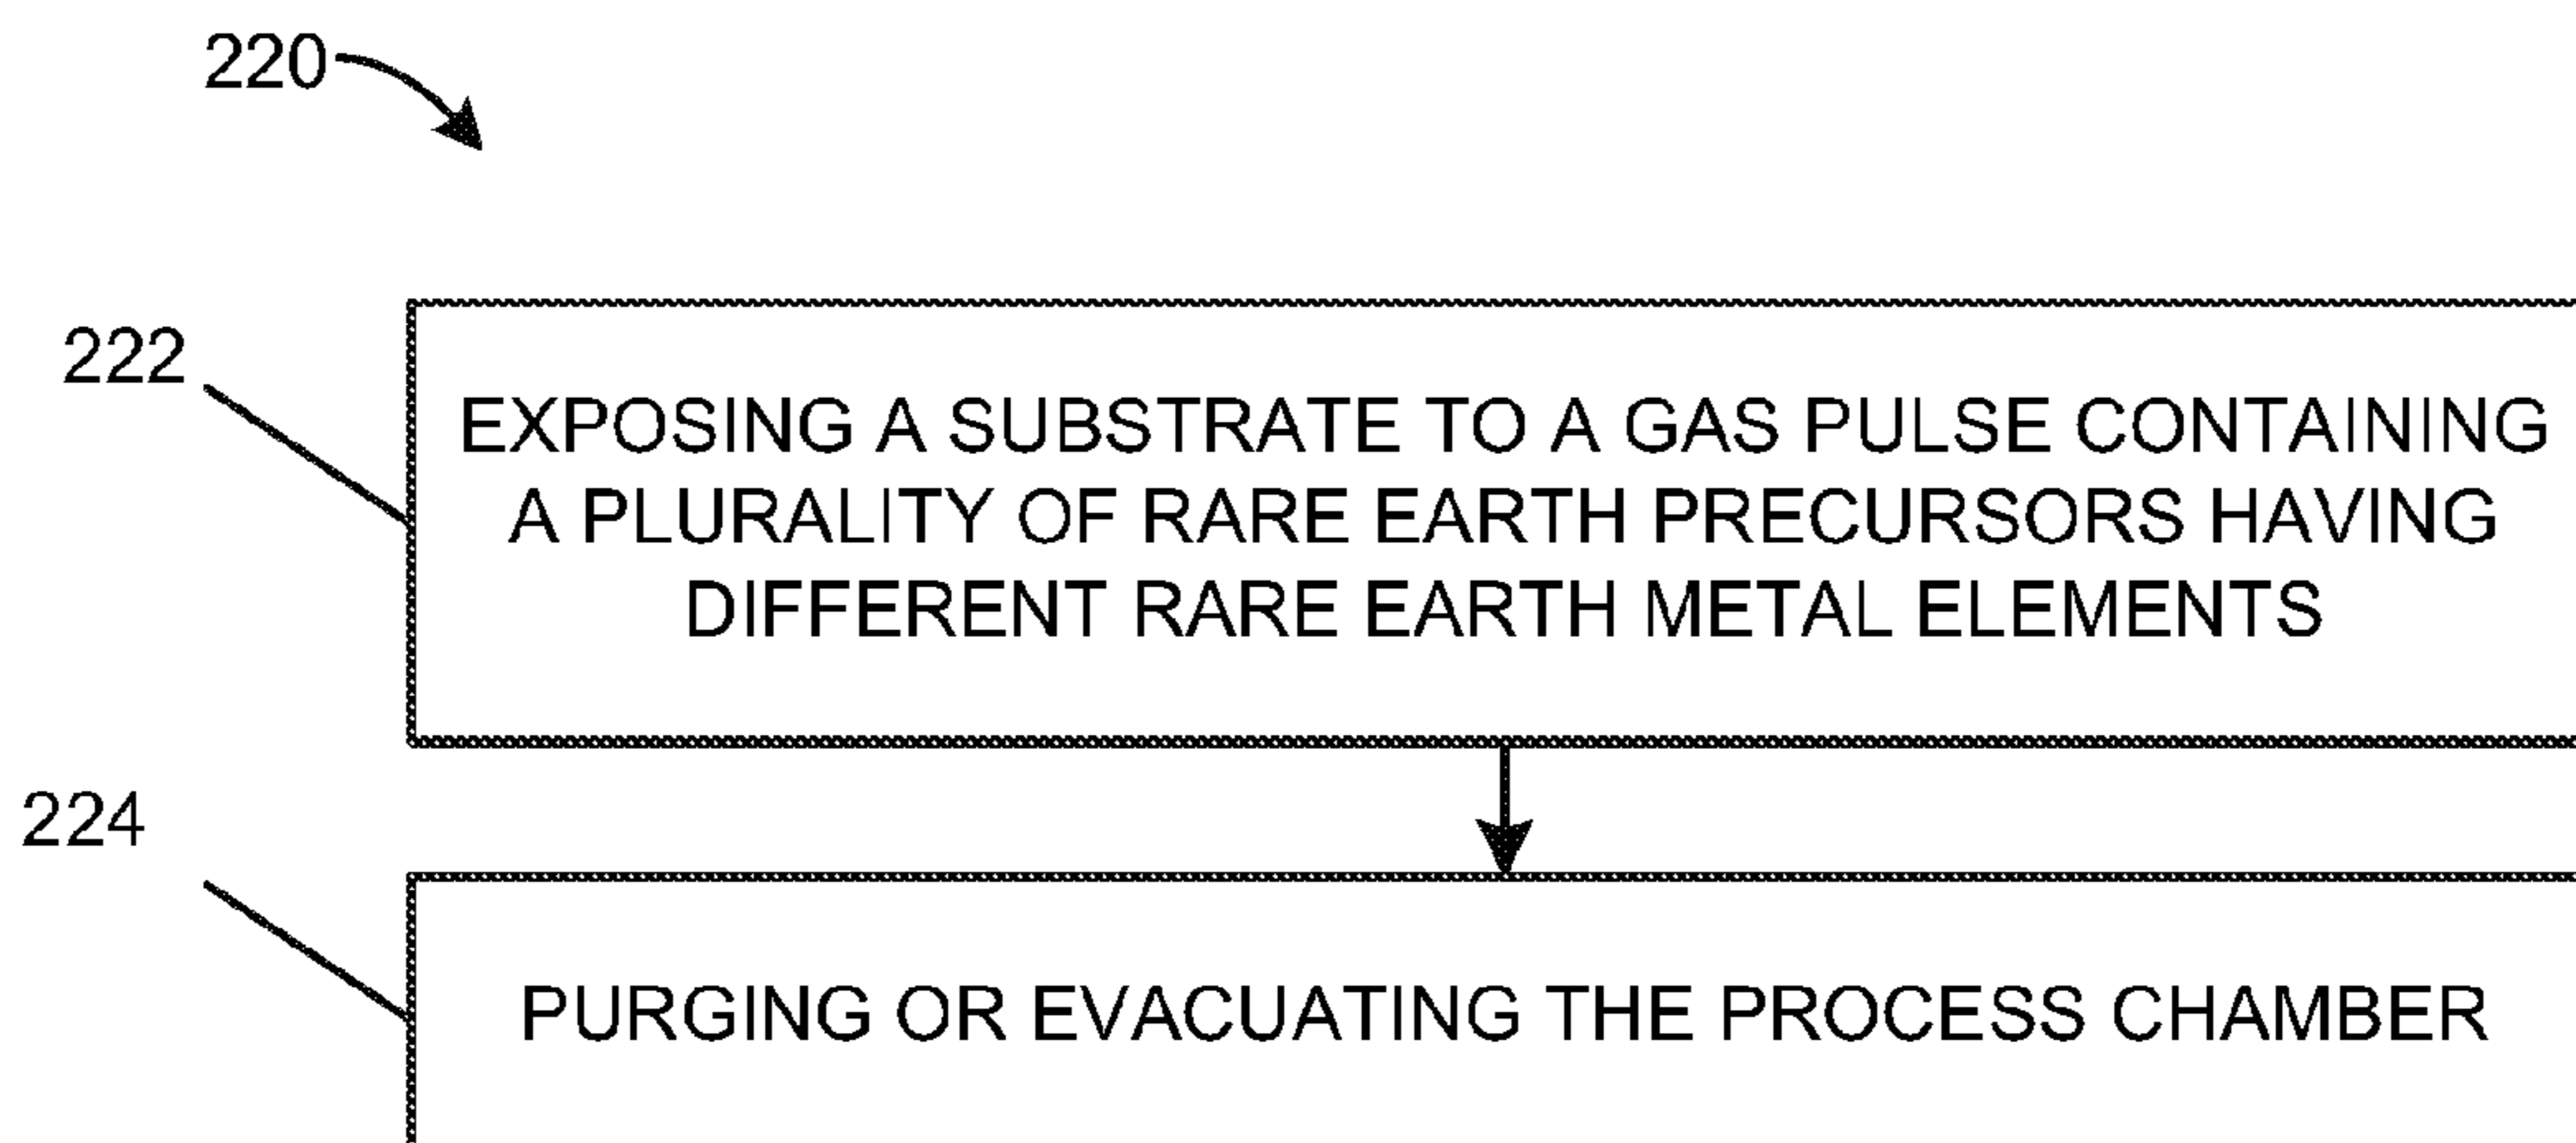 220
222
EXPOSING A SUBSTRATE TO A GAS PULSE CONTAINING
A PLURALITY OF RARE EARTH PRECURSORS HAVING
DIFFERENT RARE EARTH METAL ELEMENTS
224
PURGING OR EVACUATING THE PROCESS CHAMBER